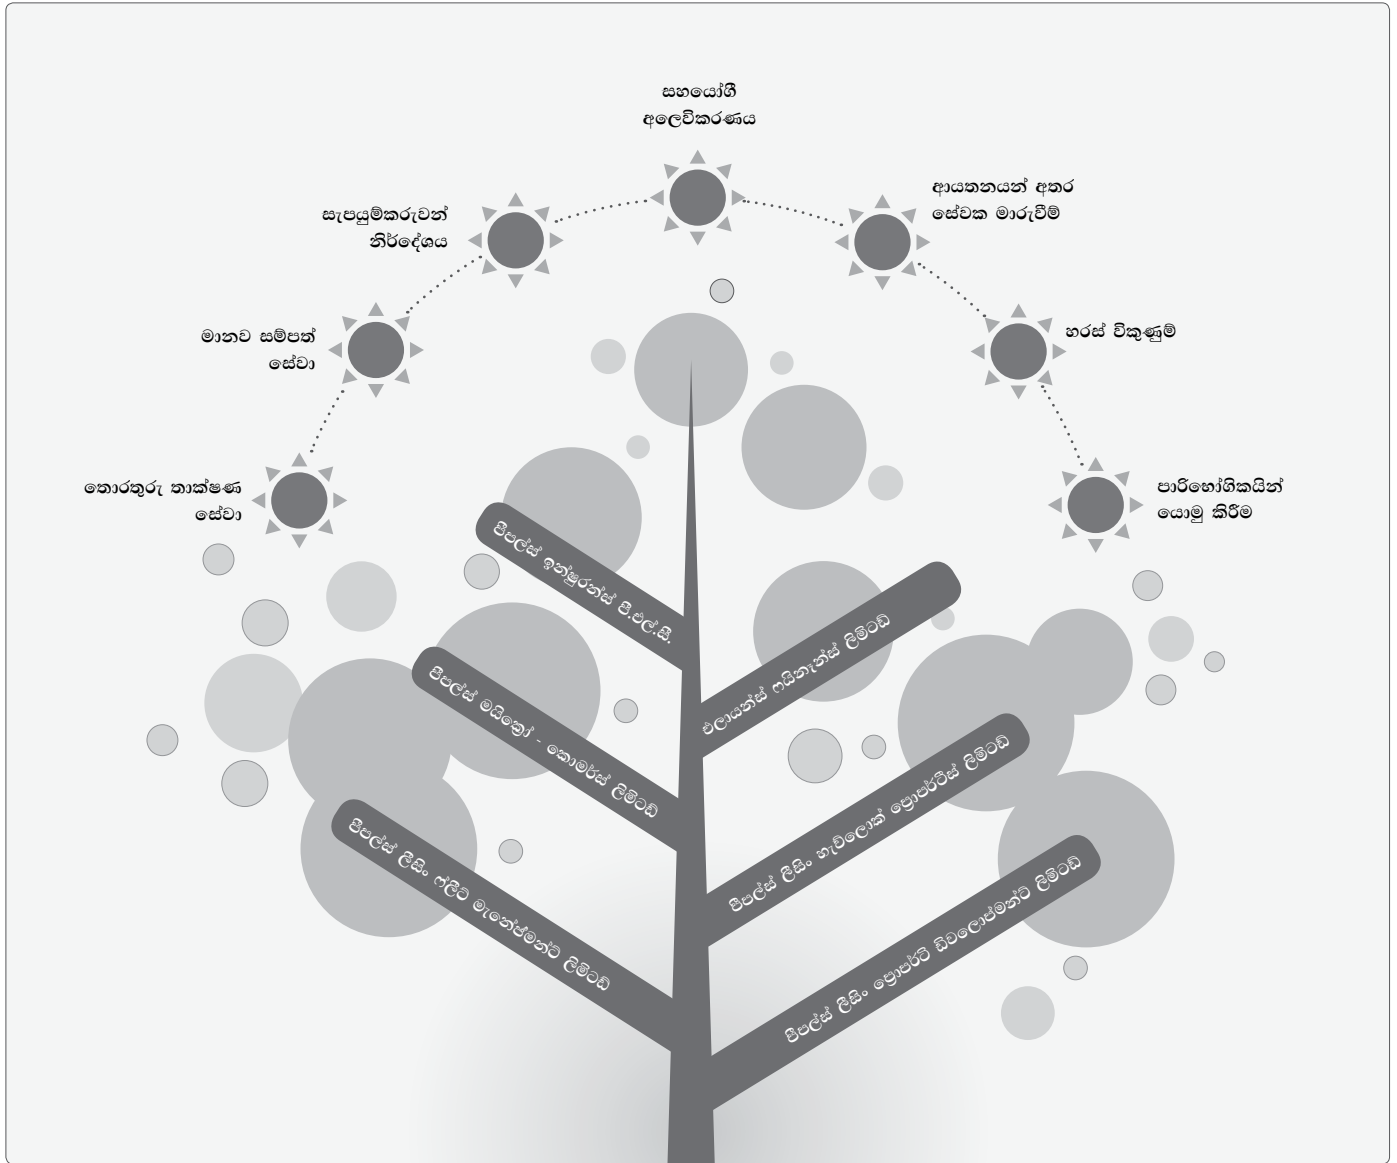 සහයෝගී
අලෙවිකරණය
ආයතනයන් අතර
සේවක මාරුවීම්
සැපයුම්කරුවන්
නිර්දේශය
හරස් විකුණුම්
මානව සම්පත්
සේවා
තොරතුරු තාක්ෂණ
සේවා
පාරිභෝගිකයින්
යොමු කිරීම
පීපල්ස් ඉන්ෂුරන්ස් පී.එල්.සී.
එලායන්ස් ෆයිනෑන්ස් ලිමිටඩ්
පීපල්ස් මයික්‍රෝ - කොමර්ස් ලිමිටඩ්
පීපල්ස් ලීසිං හැව්ලොක් ප්‍රොපර්ටීස් ලිමිටඩ්
පීපල්ස් ලීසිං ෆ්ලීට් මැනේජ්මන්ට් ලිමිටඩ්
පීපල්ස් ලීසිං ප්‍රොපර්ටි ඩිවලොප්මන්ට් ලිමිටඩ්